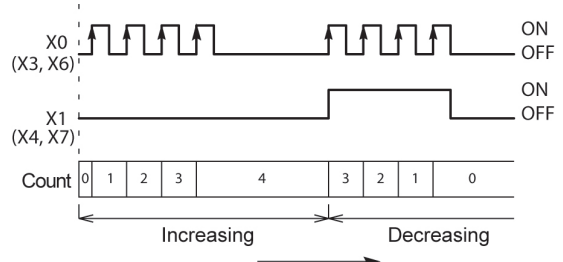 X0
(X3, X6)
ON
OFF
X1
(X4, X7)
ON
OFF
Count 0 1 2 3 4 3 2 1 0
Increasing Decreasing